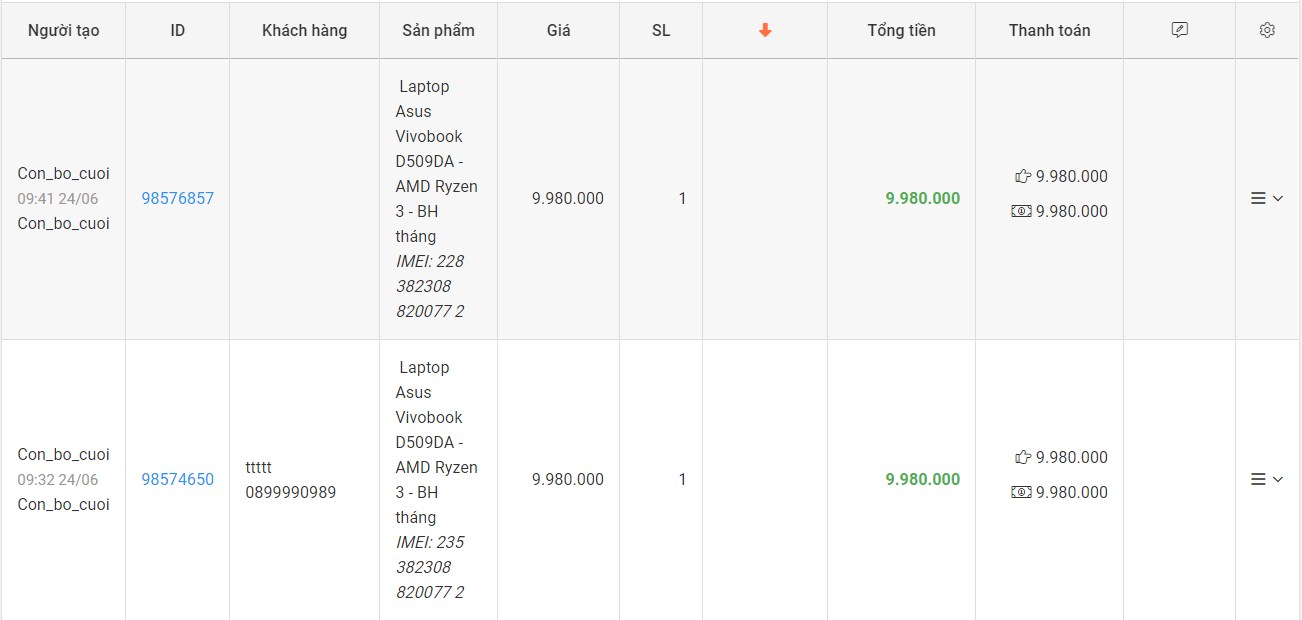 Người tạo ID Khách hàng Sản phẩm Giá SL Tổng tiền Thanh toán
Con_bo_cuoi
09:41 24/06
Con_bo_cuoi
98576857
Laptop
Asus
Vivobook
D509DA -
AMD Ryzen
3 - BH
tháng
IMEI: 228
382308
820077 2
9.980.000
1
9.980.000
9.980.000
9.980.000
Con_bo_cuoi
09:32 24/06
Con_bo_cuoi
98574650
ttttt
0899990989
Laptop
Asus
Vivobook
D509DA -
AMD Ryzen
3 - BH
tháng
IMEI: 235
382308
820077 2
9.980.000
1
9.980.000
9.980.000
9.980.000